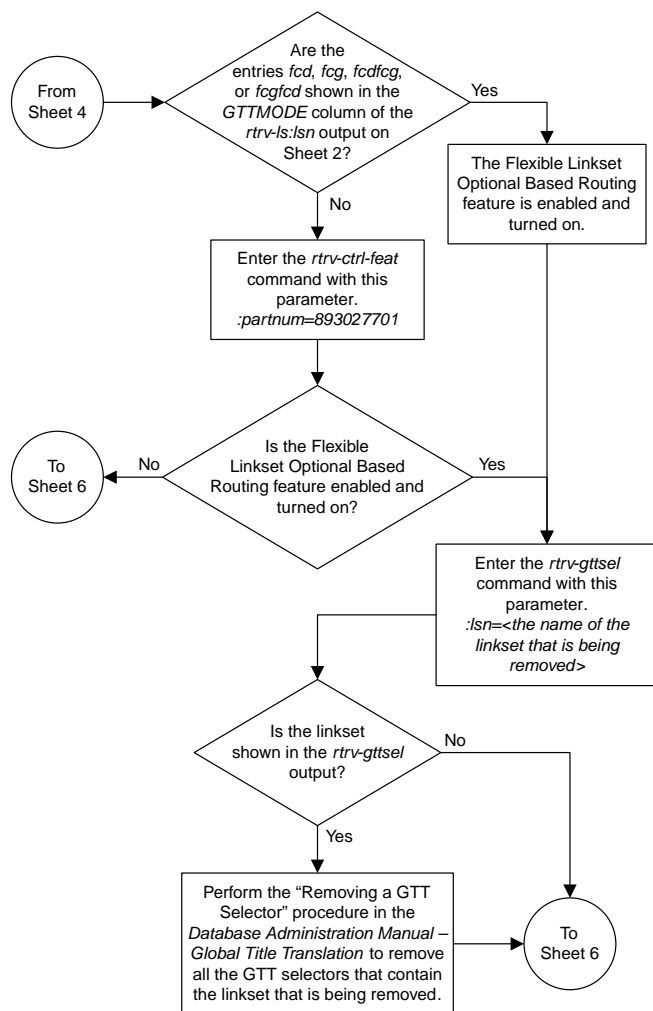 From
Sheet 4
Are the
entries fcd, fcg, fcdfcg,
or fcgfcd shown in the
GTTMODE column of the
rtrv-ls:lsn output on
Sheet 2?
Yes
The Flexible Linkset
Optional Based Routing
feature is enabled and
turned on.
No
Enter the rtrv-ctrl-feat
command with this
parameter.
:partnum=893027701
Is the Flexible
Linkset Optional Based
Routing feature enabled and
turned on?
No
To
Sheet 6
Yes
Enter the rtrv-gttsel
command with this
parameter.
:lsn=<the name of the
linkset that is being
removed>
Is the linkset
shown in the rtrv-gttsel
output?
No
Yes
Perform the “Removing a GTT
Selector” procedure in the
Database Administration Manual –
Global Title Translation to remove
all the GTT selectors that contain
the linkset that is being removed.
To
Sheet 6